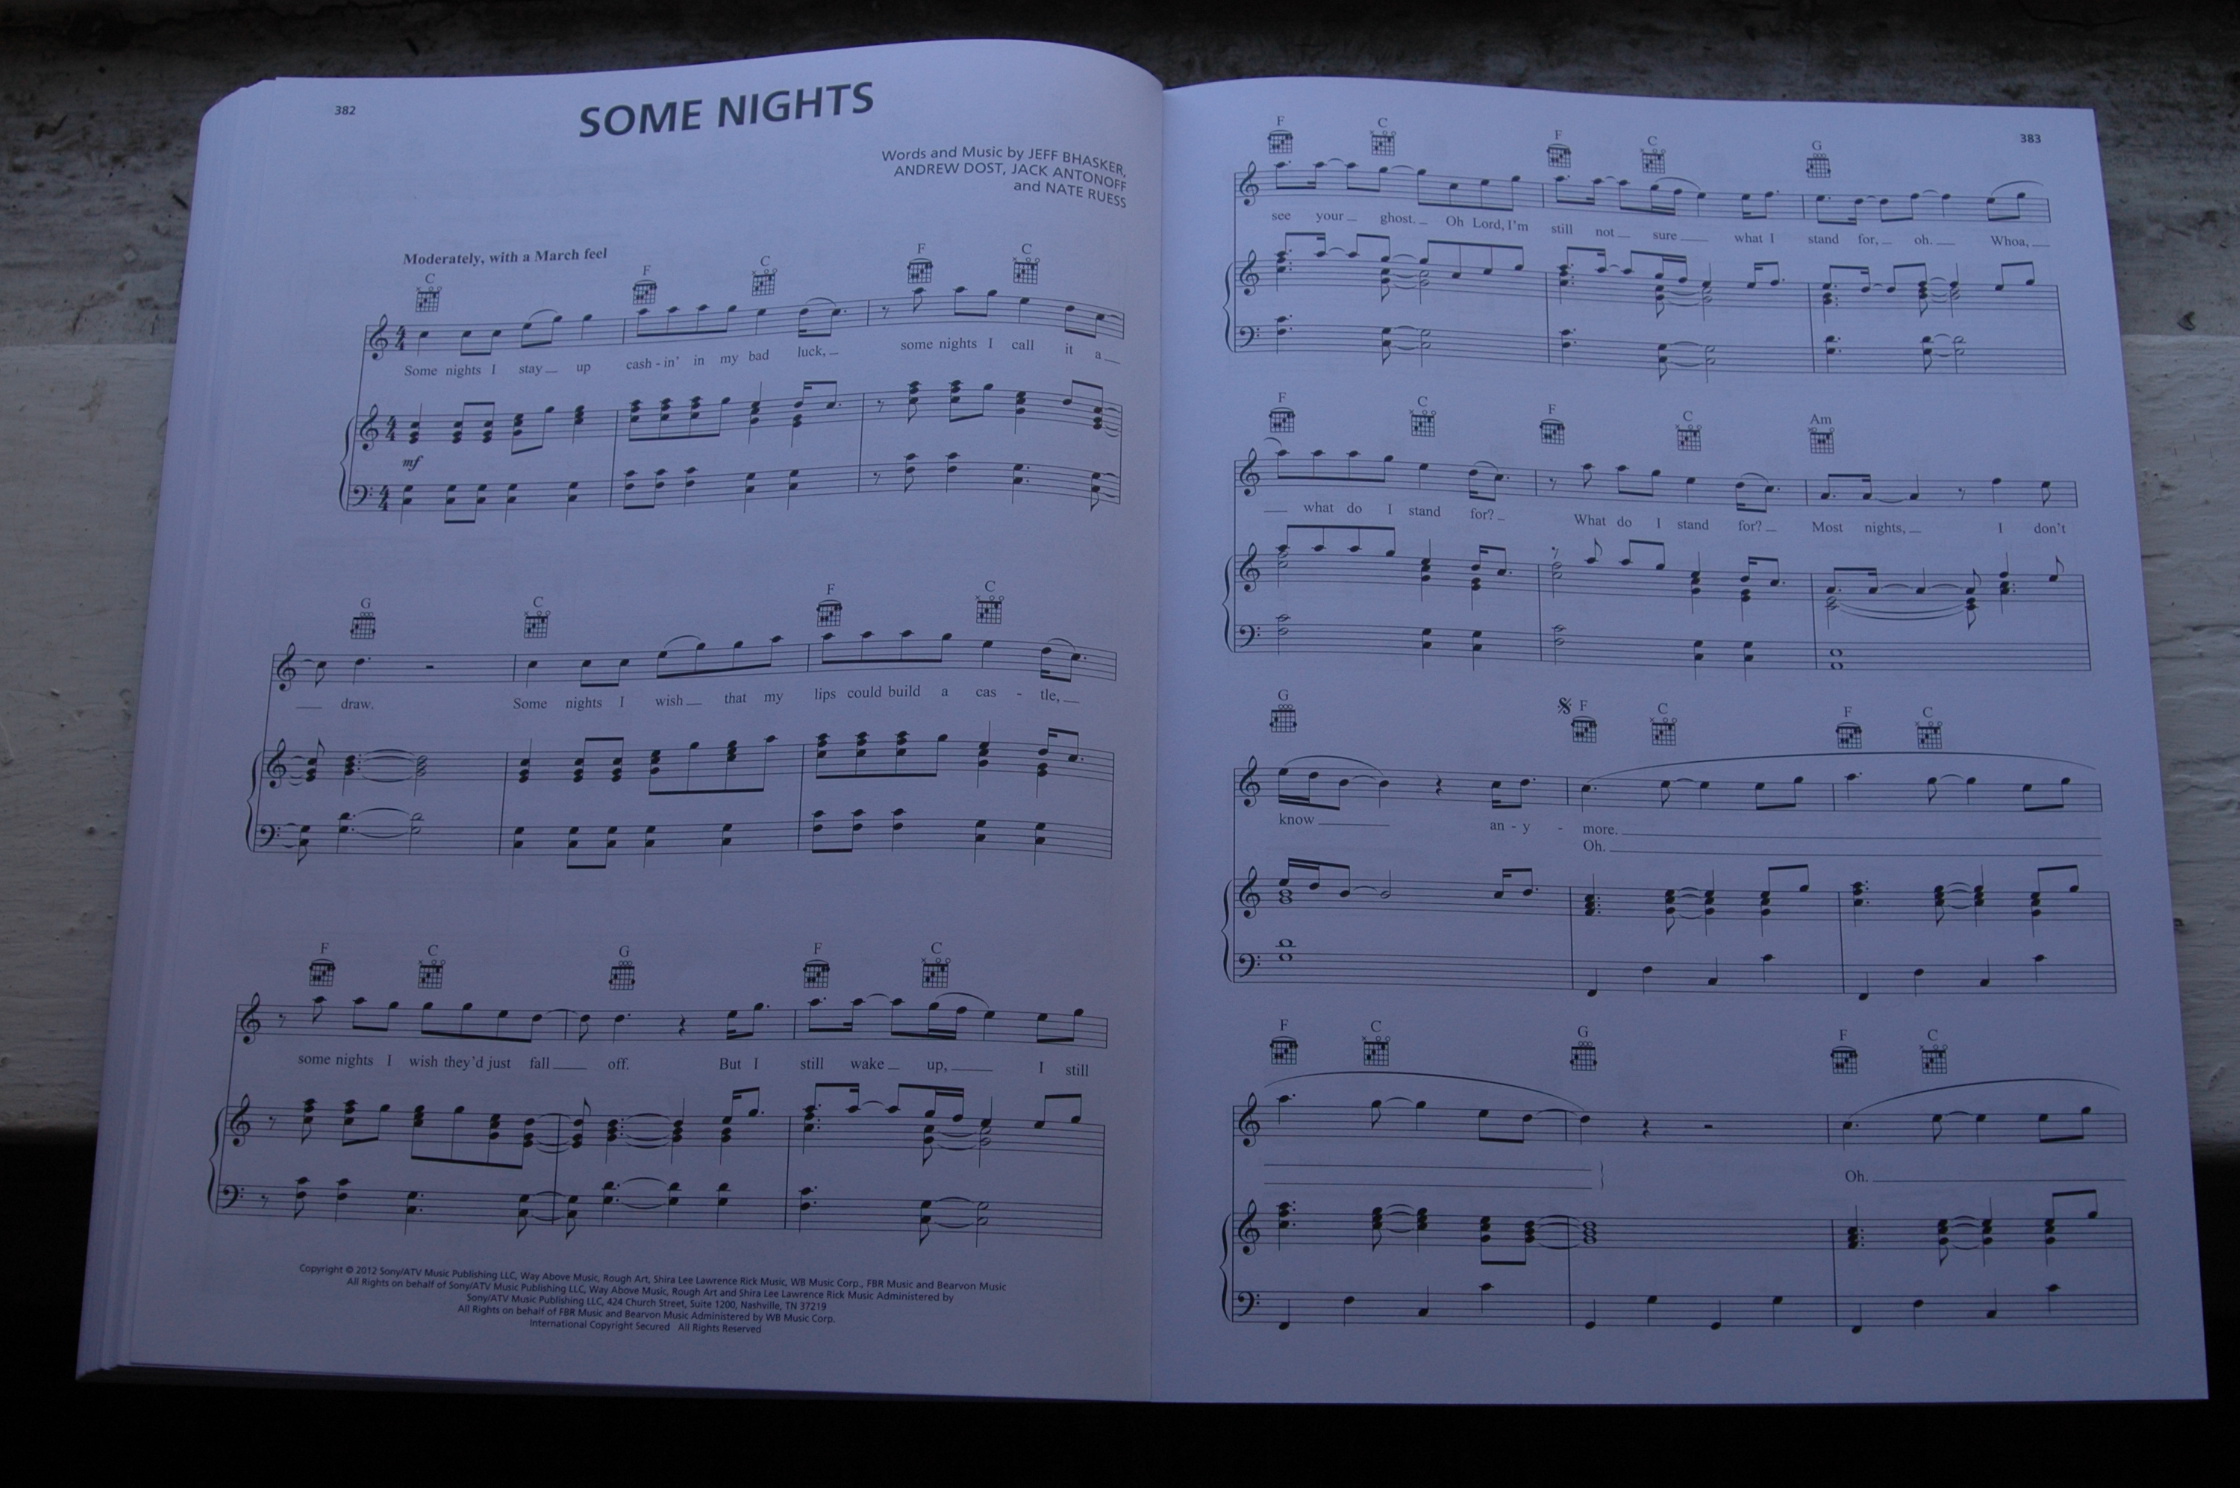 382
SOME NIGHTS
Words and Music by JEFF BHASKER,
ANDREW DOST, JACK ANTONOFF
and NATE RUESS
Moderately, with a March feel
C F C F C
Some nights I stay up cash - in' in my bad luck, some nights I call it a
mf
G C F C
draw. Some nights I wish that my lips could build a cas - tle,
F C G F C
some nights I wish they'd just fall off. But I still wake up, I still
Copyright © 2012 Sony/ATV Music Publishing LLC, Way Above Music, Rough Art, Shira Lee Lawrence Rick Music, WB Music Corp., FBR Music and Bearvon Music
All Rights on behalf of Sony/ATV Music Publishing LLC, Way Above Music, Rough Art and Shira Lee Lawrence Rick Music Administered by
Sony/ATV Music Publishing LLC, 424 Church Street, Suite 1200, Nashville, TN 37219
All Rights on behalf of FBR Music and Bearvon Music Administered by WB Music Corp.
International Copyright Secured All Rights Reserved
383
F C F C G
see your ghost. Oh Lord, I'm still not sure what I stand for, oh. Whoa,
F C F C Am
what do I stand for? What do I stand for? Most nights, I don't
G F C F C
know an - y - more.
Oh.
F C G F C
Oh.